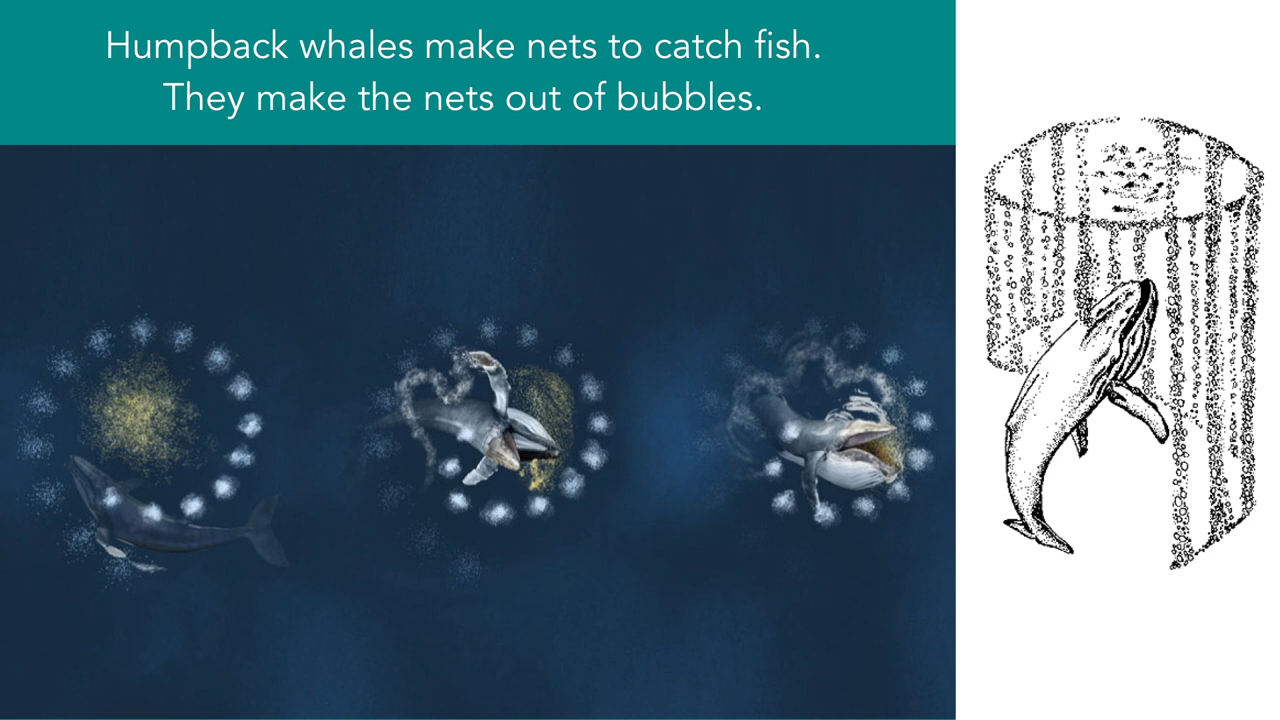 Humpback whales make nets to catch fish.
They make the nets out of bubbles.